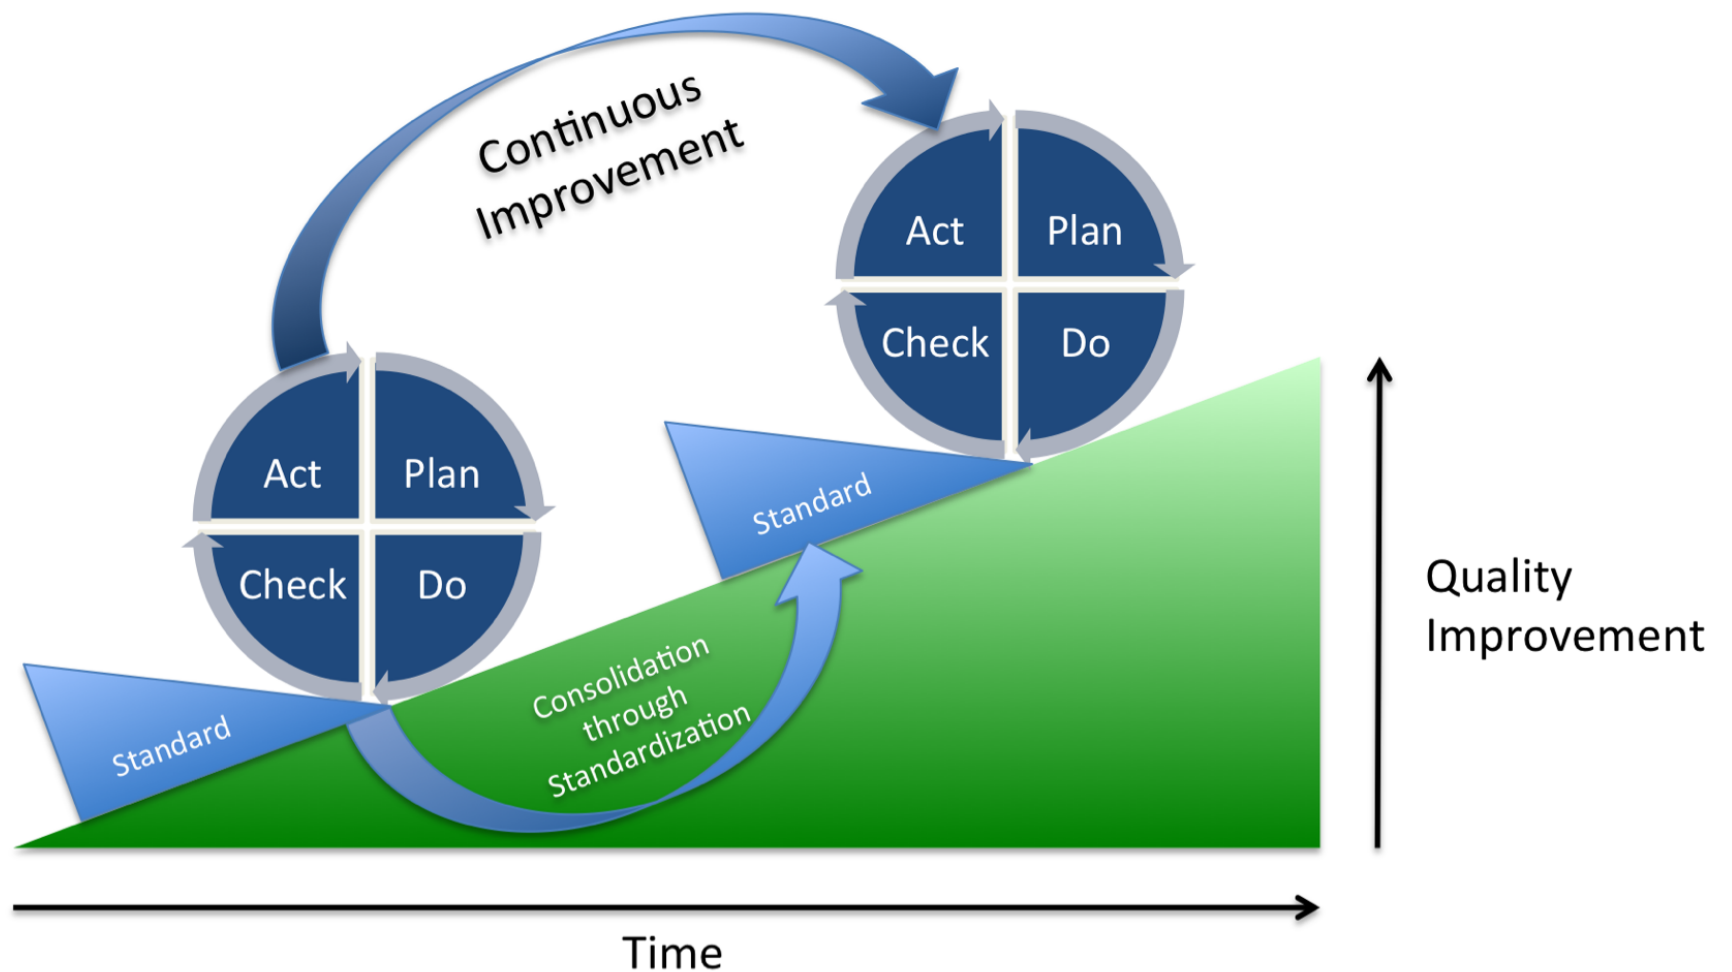 Continuous
Improvement
Act
Plan
Check
Do
Act
Plan
Check
Do
Standard
Standard
Consolidation
through
Standardization
Quality
Improvement
Time